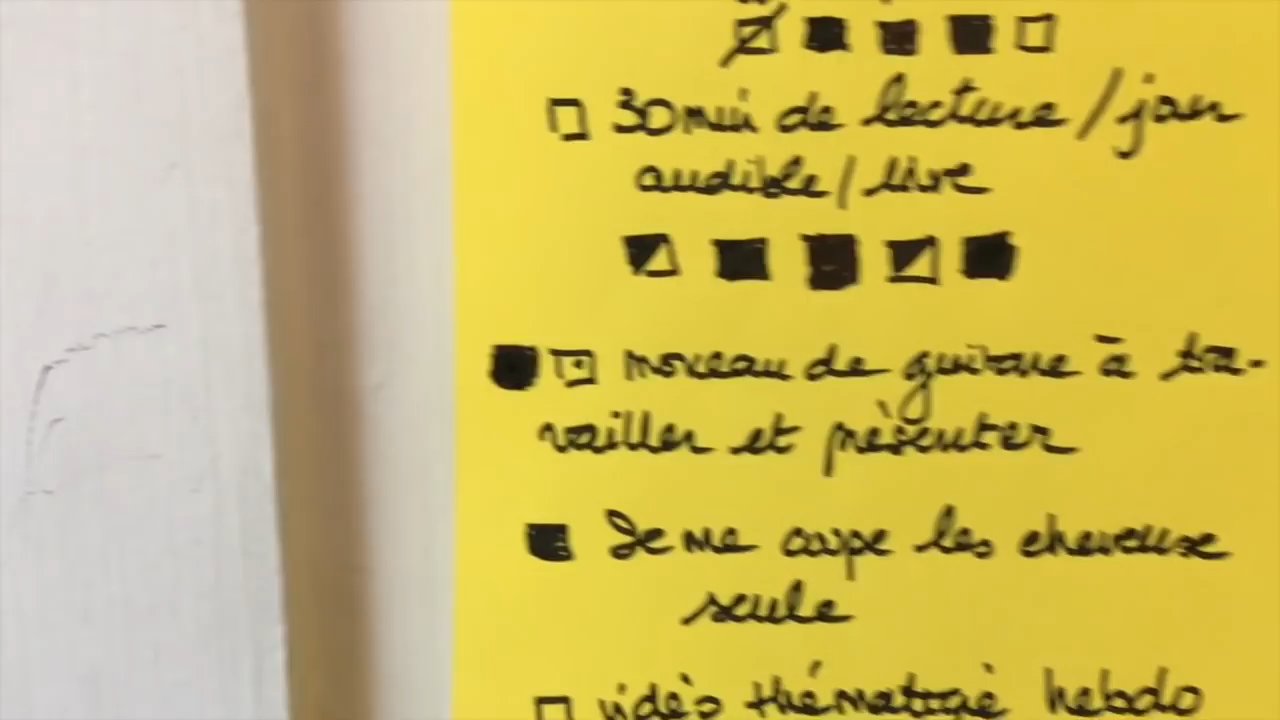 30min de lecture/jour
audible/livre
morceau de guitare à tra-
vailler et présenter
Je me coupe les cheveux
seule
vidéo thématique hebdo